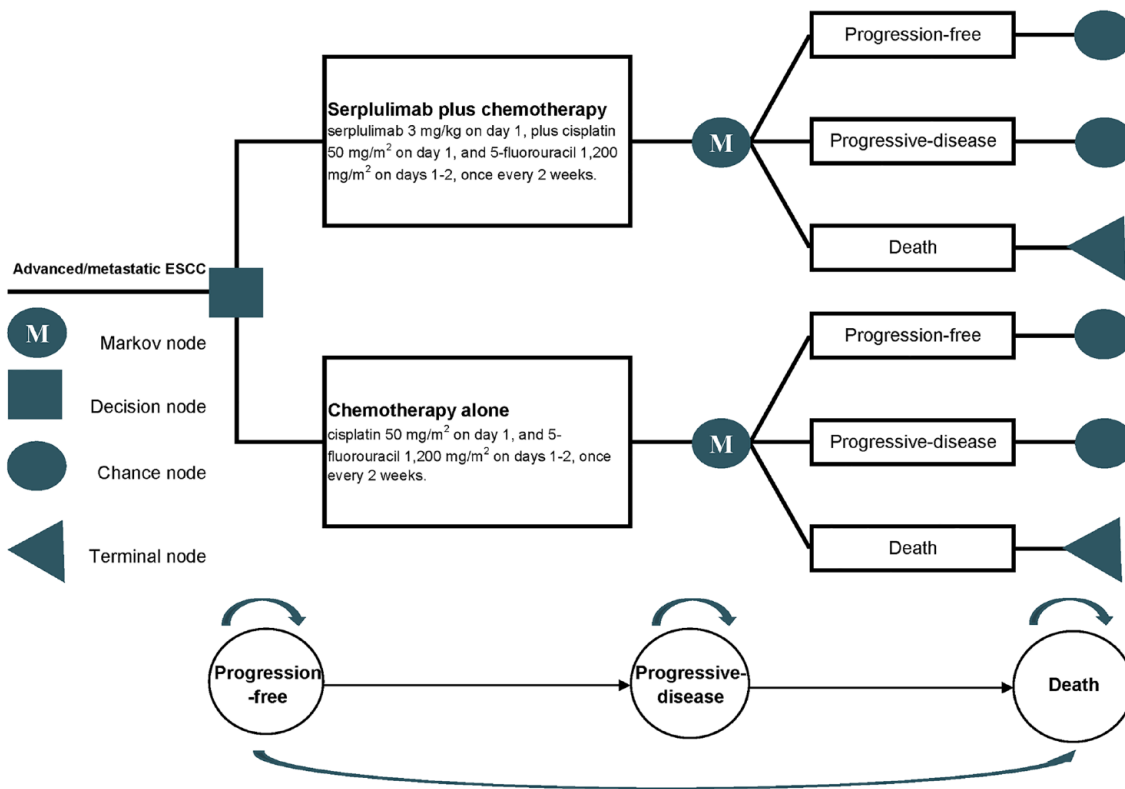 Progression-free
Serplulimab plus chemotherapy
serplulimab 3 mg/kg on day 1, plus cisplatin
50 mg/m² on day 1, and 5-fluorouracil 1,200
mg/m² on days 1-2, once every 2 weeks.
M
Progressive-disease
Death
Advanced/metastatic ESCC
M
Markov node
Decision node
Chance node
Terminal node
Chemotherapy alone
cisplatin 50 mg/m² on day 1, and 5-
fluorouracil 1,200 mg/m² on days 1-2, once
every 2 weeks.
M
Progression-free
Progressive-disease
Death
Progression
-free
Progressive-
disease
Death